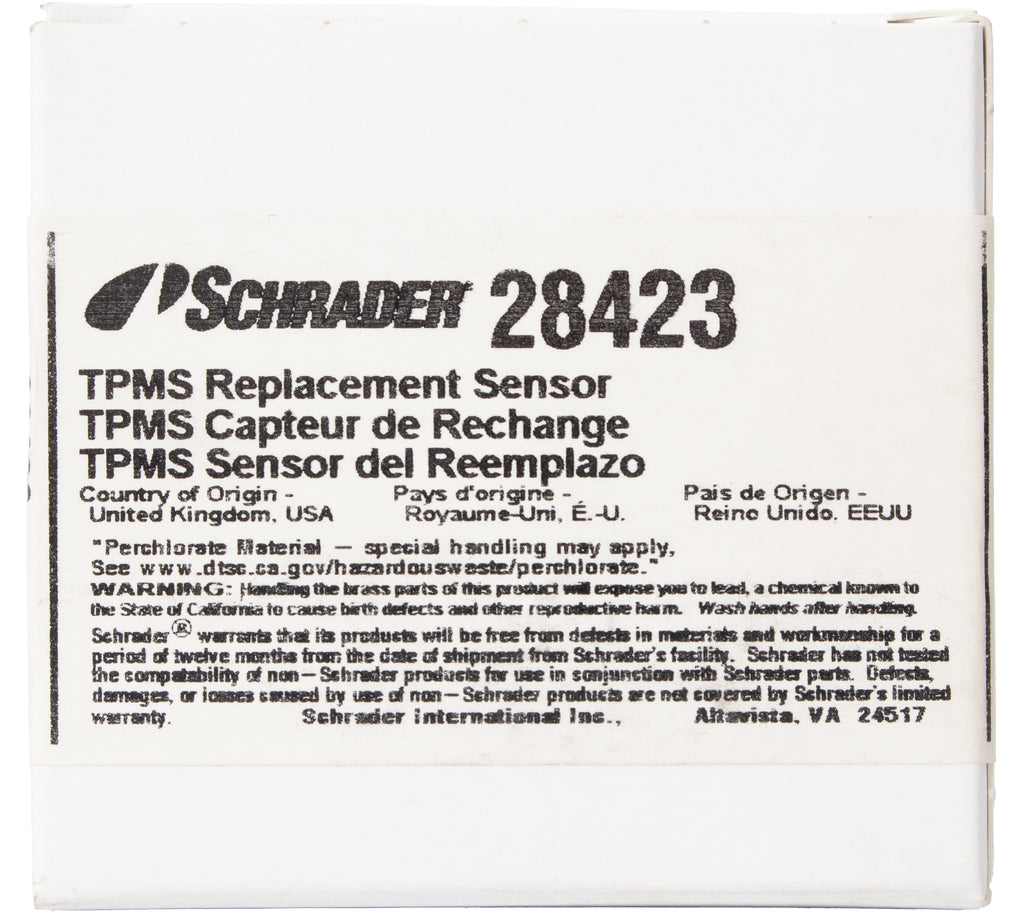 SCHRADER 28423
TPMS Replacement Sensor
TPMS Capteur de Rechange
TPMS Sensor del Reemplazo
Country of Origin - Pays d'origine - Pais de Origen -
United Kingdom, USA Royaume-Uni, É.-U. Reino Unido. EEUU
"Perchlorate Material – special handling may apply,
See www.dtsc.ca.gov/hazardouswaste/perchlorate."
WARNING: Handling the brass parts of this product will expose you to lead, a chemical known to
the State of California to cause birth defects and other reproductive harm. Wash hands after handling.
Schrader® warrants that its products will be free from defects in materials and workmanship for a
period of twelve months from the date of shipment from Schrader's facility. Schrader has not tested
the compatability of non-Schrader products for use in conjunction with Schrader parts. Defects,
damages, or losses caused by use of non-Schrader products are not covered by Schrader's limited
warranty. Schrader International Inc., Altavista, VA 24517